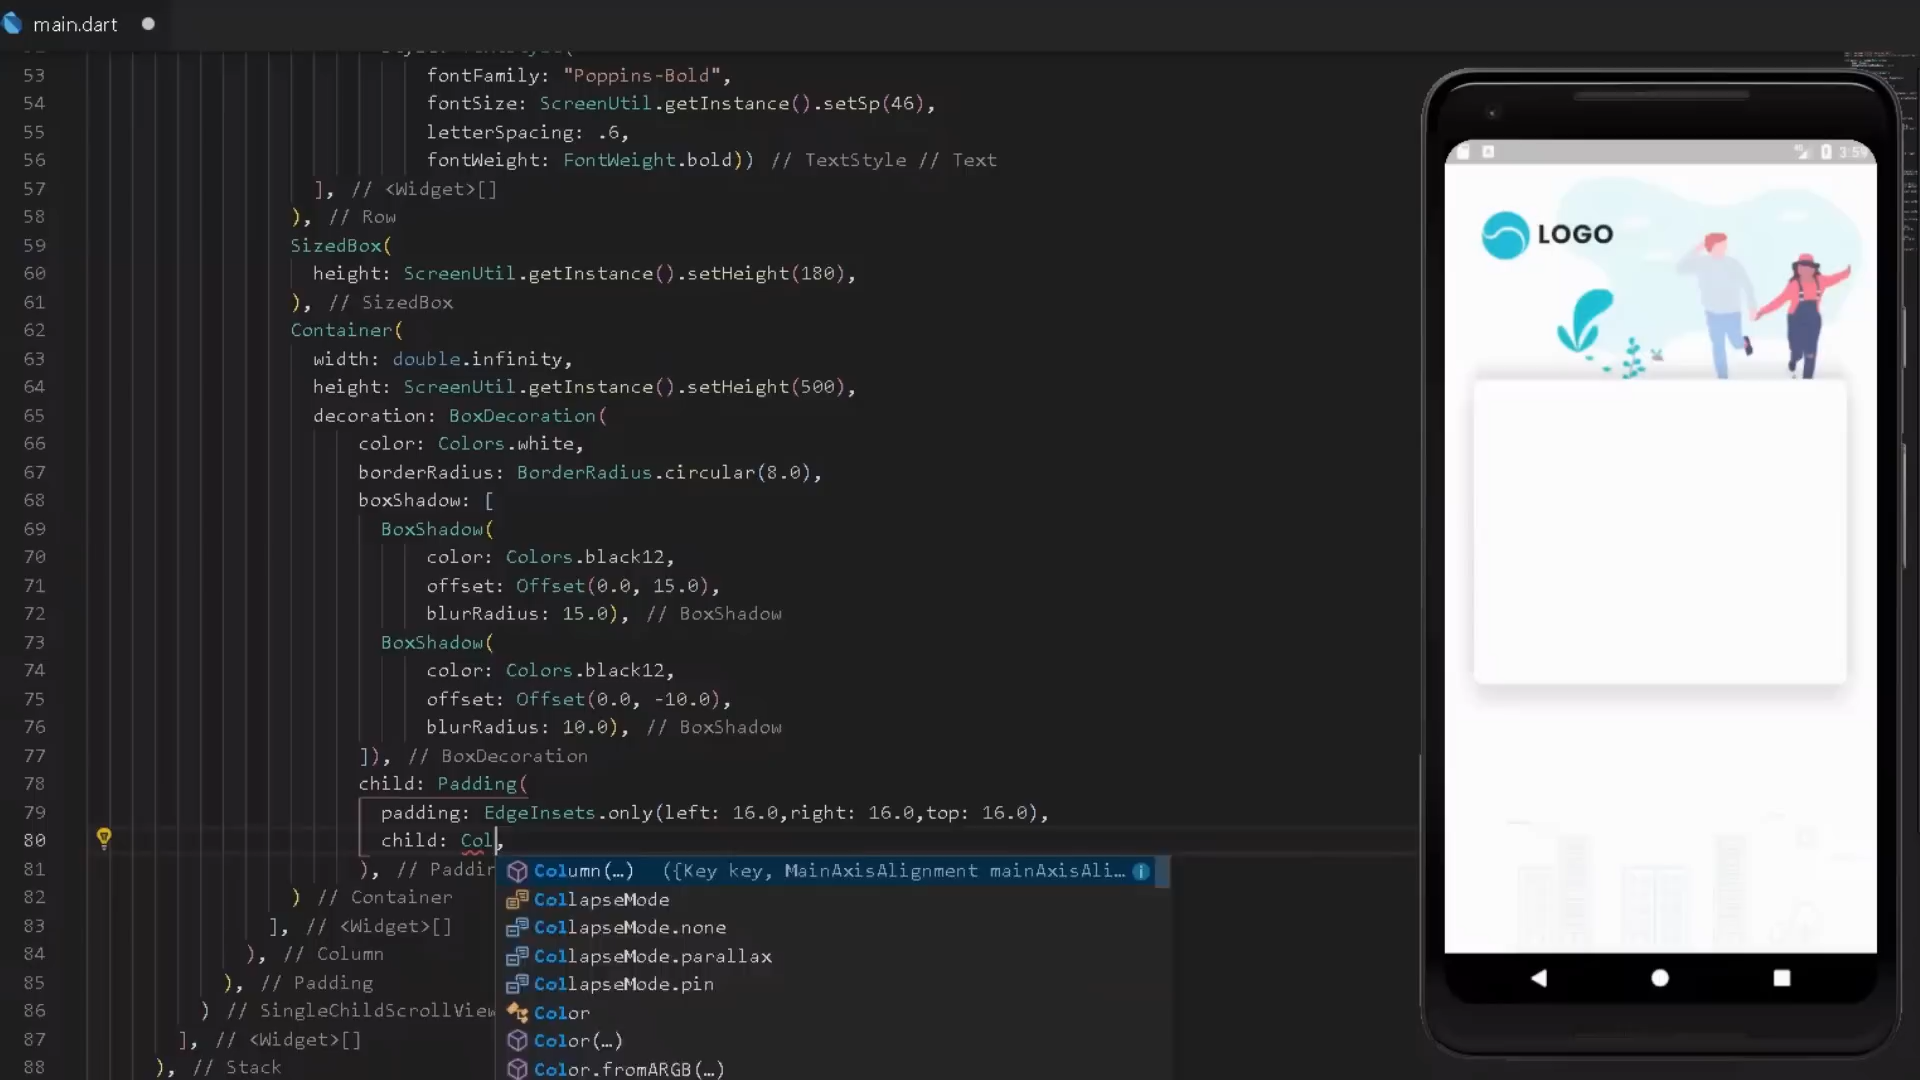 main.dart
53 fontFamily: "Poppins-Bold",
54 fontSize: ScreenUtil.getInstance().setSp(46),
55 letterSpacing: .6,
56 fontWeight: FontWeight.bold)) // TextStyle // Text
57 ], // <Widget>[]
58 ), // Row
59 SizedBox(
60 height: ScreenUtil.getInstance().setHeight(180),
61 ), // SizedBox
62 Container(
63 width: double.infinity,
64 height: ScreenUtil.getInstance().setHeight(500),
65 decoration: BoxDecoration(
66 color: Colors.white,
67 borderRadius: BorderRadius.circular(8.0),
68 boxShadow: [
69 BoxShadow(
70 color: Colors.black12,
71 offset: Offset(0.0, 15.0),
72 blurRadius: 15.0), // BoxShadow
73 BoxShadow(
74 color: Colors.black12,
75 offset: Offset(0.0, -10.0),
76 blurRadius: 10.0), // BoxShadow
77 ]), // BoxDecoration
78 child: Padding(
79 padding: EdgeInsets.only(left: 16.0,right: 16.0,top: 16.0),
80 child: Col,
81 ), // Paddin
82 ) // Container
83 ], // <Widget>[]
84 ), // Column
85 ), // Padding
86 ) // SingleChildScrollView
87 ], // <Widget>[]
88 ), // Stack
Column(…) ({Key key, MainAxisAlignment mainAxisAli…
CollapseMode
CollapseMode.none
CollapseMode.parallax
CollapseMode.pin
Color
Color(…)
Color.fromARGB(…)
3:59
LOGO